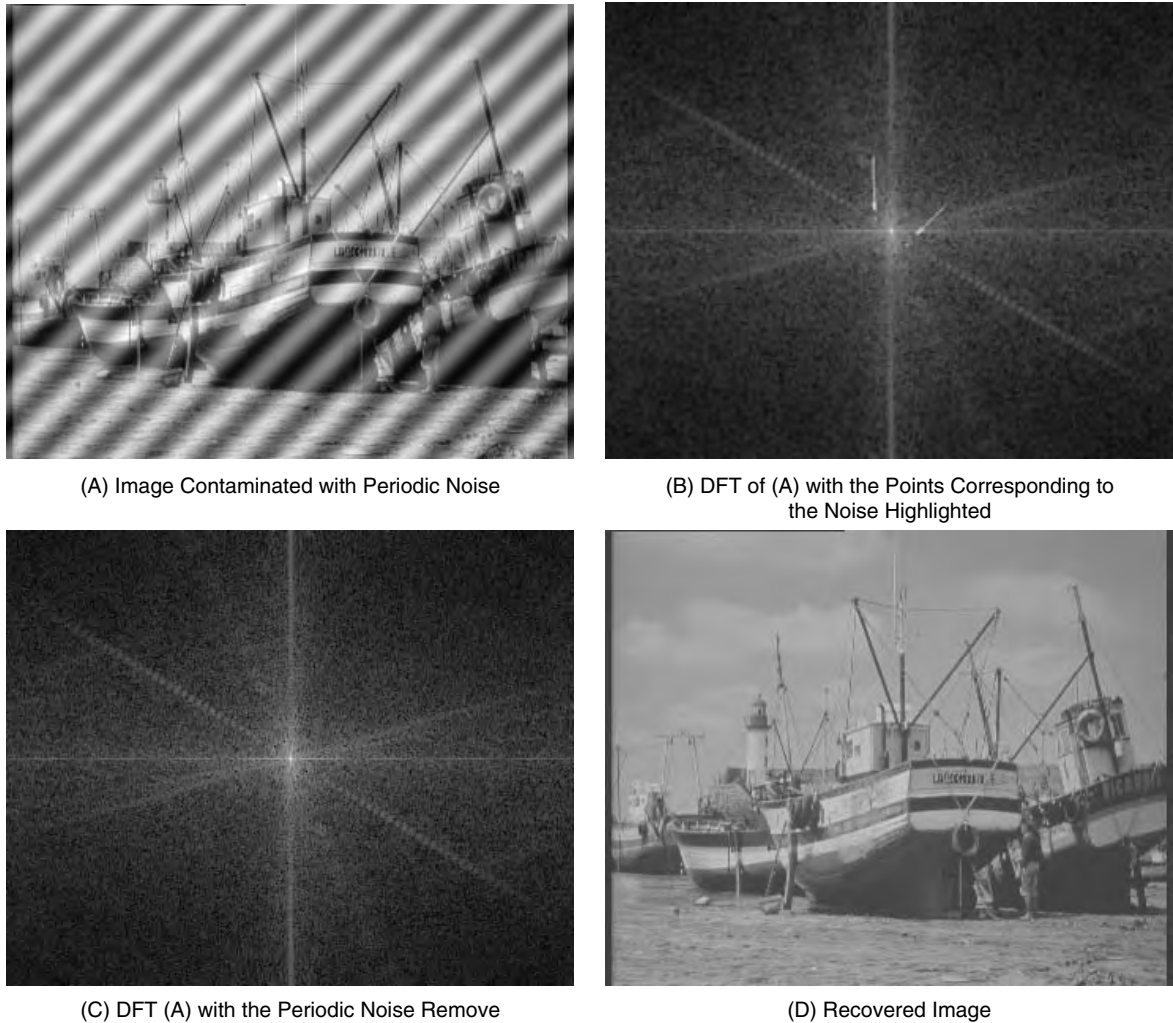 (A) Image Contaminated with Periodic Noise
(B) DFT of (A) with the Points Corresponding to
the Noise Highlighted
(C) DFT (A) with the Periodic Noise Remove
(D) Recovered Image